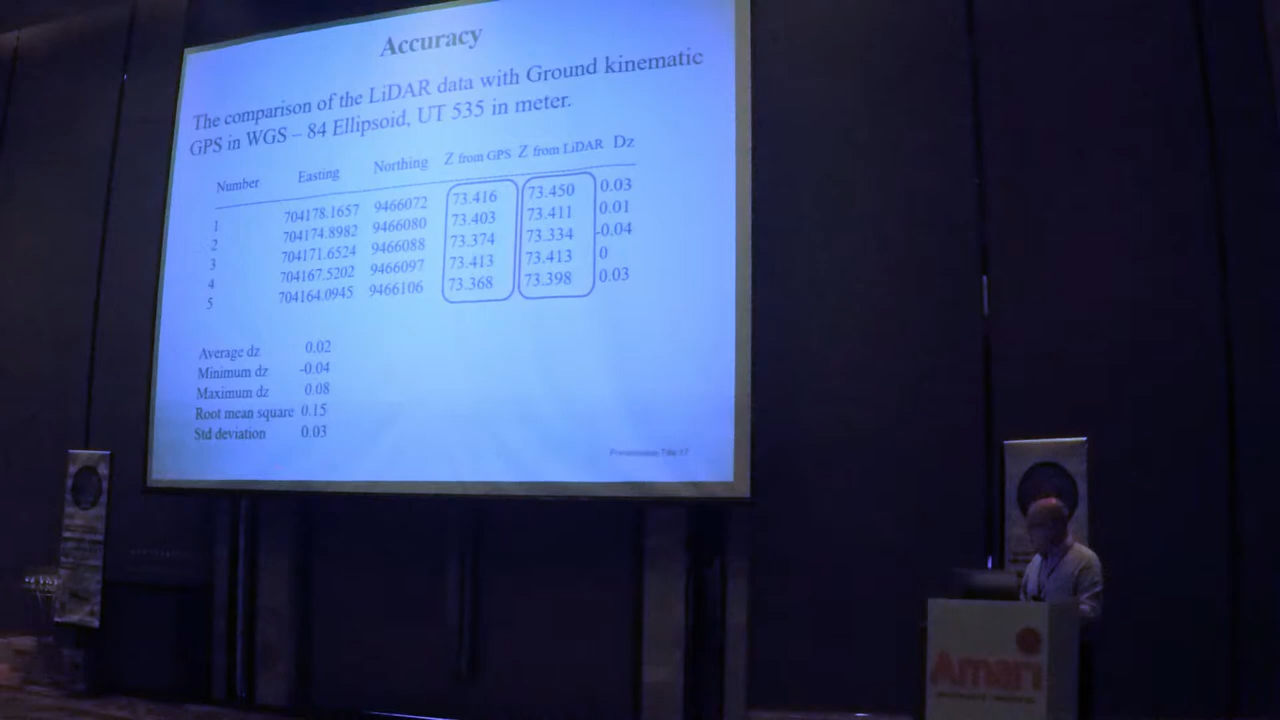 Accuracy
The comparison of the LiDAR data with Ground kinematic
GPS in WGS – 84 Ellipsoid, UT 535 in meter.
Number Easting Northing Z from GPS Z from LiDAR Dz
1 704178.1657 9466072 73.416 73.450 0.03
2 704174.8982 9466080 73.403 73.411 0.01
3 704171.6524 9466088 73.374 73.334 -0.04
4 704167.5202 9466097 73.413 73.413 0
5 704164.0945 9466106 73.368 73.398 0.03
Average dz 0.02
Minimum dz -0.04
Maximum dz 0.08
Root mean square 0.15
Std deviation 0.03
Presentation Title 17
Amari